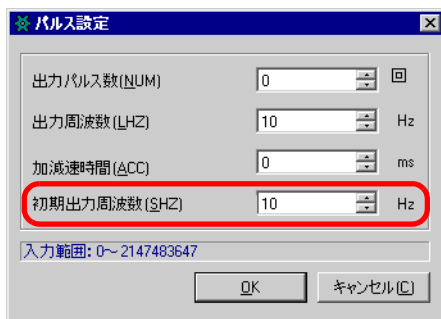 パルス設定
出力パルス数(NUM) 0 回
出力周波数(LHZ) 10 Hz
加減速時間(ACC) 0 ms
初期出力周波数(SHZ) 10 Hz
入力範囲: 0～2147483647
OK キャンセル(C)